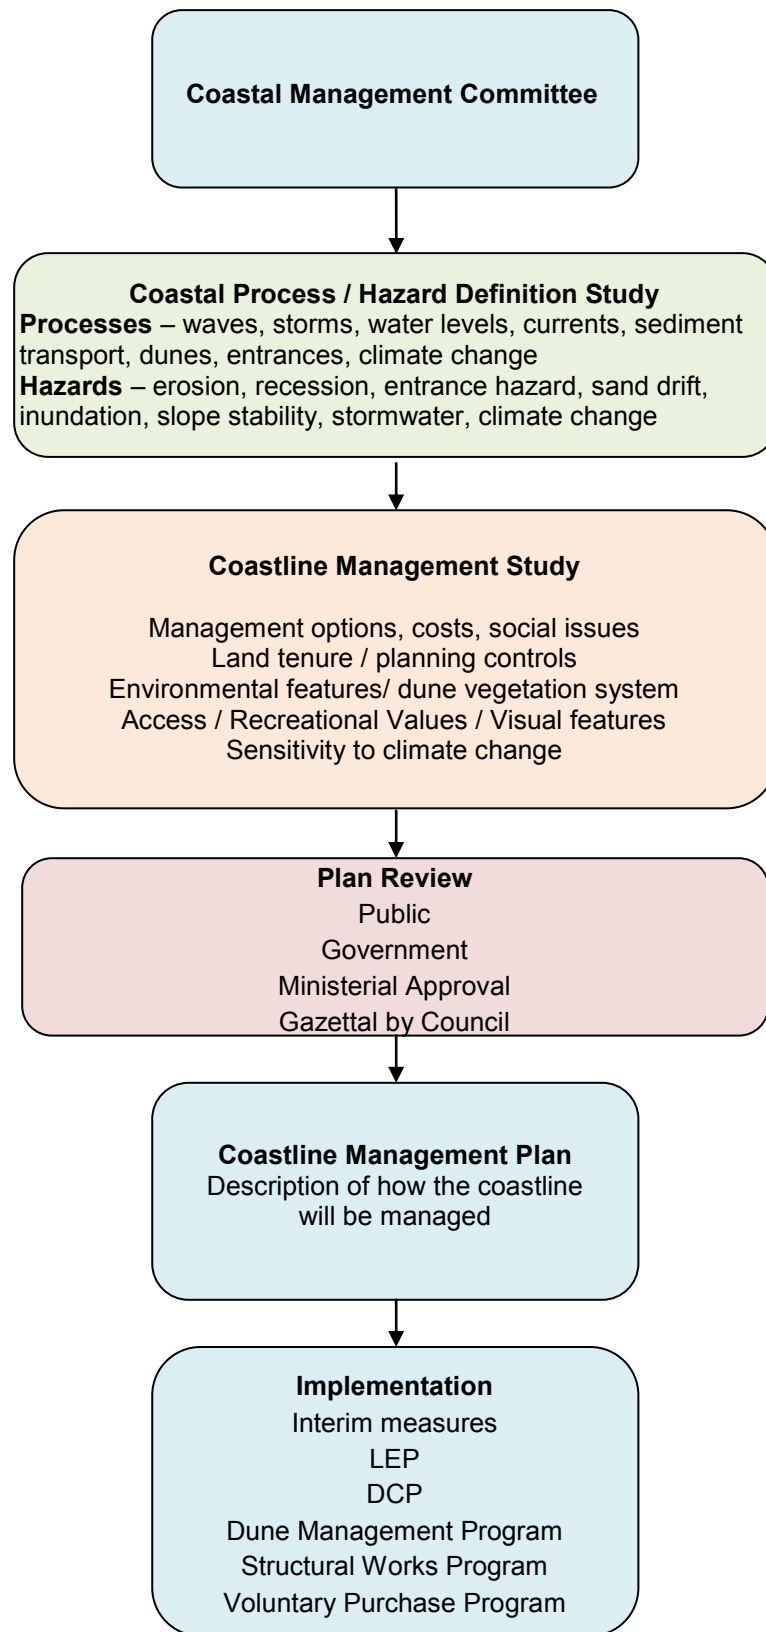 Coastal Management Committee
Coastal Process / Hazard Definition Study
Processes – waves, storms, water levels, currents, sediment
transport, dunes, entrances, climate change
Hazards – erosion, recession, entrance hazard, sand drift,
inundation, slope stability, stormwater, climate change
Coastline Management Study
Management options, costs, social issues
Land tenure / planning controls
Environmental features/ dune vegetation system
Access / Recreational Values / Visual features
Sensitivity to climate change
Plan Review
Public
Government
Ministerial Approval
Gazettal by Council
Coastline Management Plan
Description of how the coastline
will be managed
Implementation
Interim measures
LEP
DCP
Dune Management Program
Structural Works Program
Voluntary Purchase Program